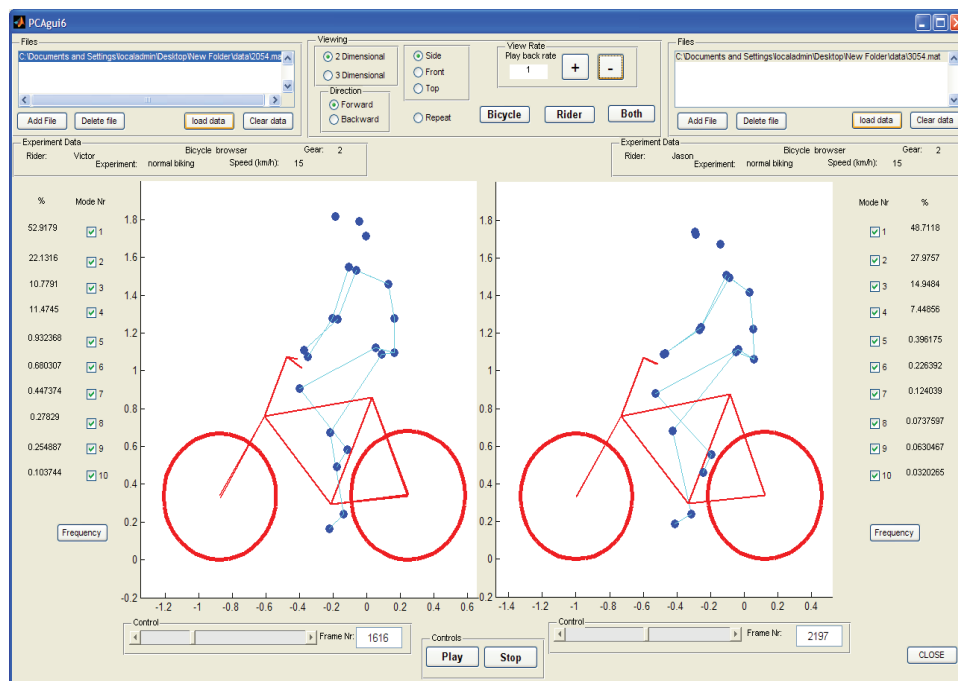 PCAgui6
Files
C:\Documents and Settings\localadmin\Desktop\New Folder\data\2054.mat
Add File Delete file load data Clear data
Viewing
2 Dimensional
3 Dimensional
Direction
Forward
Backward
Side
Front
Top
Repeat
View Rate
Play back rate
1 + -
Bicycle Rider Both
Files
C:\Documents and Settings\localadmin\Desktop\New Folder\data\3054.mat
Add File Delete file load data Clear data
Experiment Data
Bicycle browser Gear: 2
Rider: Victor
Experiment: normal biking Speed (km/h): 15
Experiment Data
Bicycle browser Gear: 2
Rider: Jason
Experiment: normal biking Speed (km/h): 15
% Mode Nr
52.9179 1
22.1316 2
10.7791 3
11.4745 4
0.932368 5
0.680307 6
0.447374 7
0.27829 8
0.254887 9
0.103744 10
Frequency
1.8
1.6
1.4
1.2
1
0.8
0.6
0.4
0.2
0
-0.2
-1.2 -1 -0.8 -0.6 -0.4 -0.2 0 0.2 0.4 0.6
1.8
1.6
1.4
1.2
1
0.8
0.6
0.4
0.2
0
-0.2
-1.4 -1.2 -1 -0.8 -0.6 -0.4 -0.2 0 0.2 0.4
Mode Nr %
1 48.7118
2 27.9757
3 14.9484
4 7.44856
5 0.396175
6 0.226392
7 0.124039
8 0.0737597
9 0.0630467
10 0.0320265
Frequency
Control
Frame Nr: 1616
Controls
Play Stop
Control
Frame Nr: 2197
CLOSE